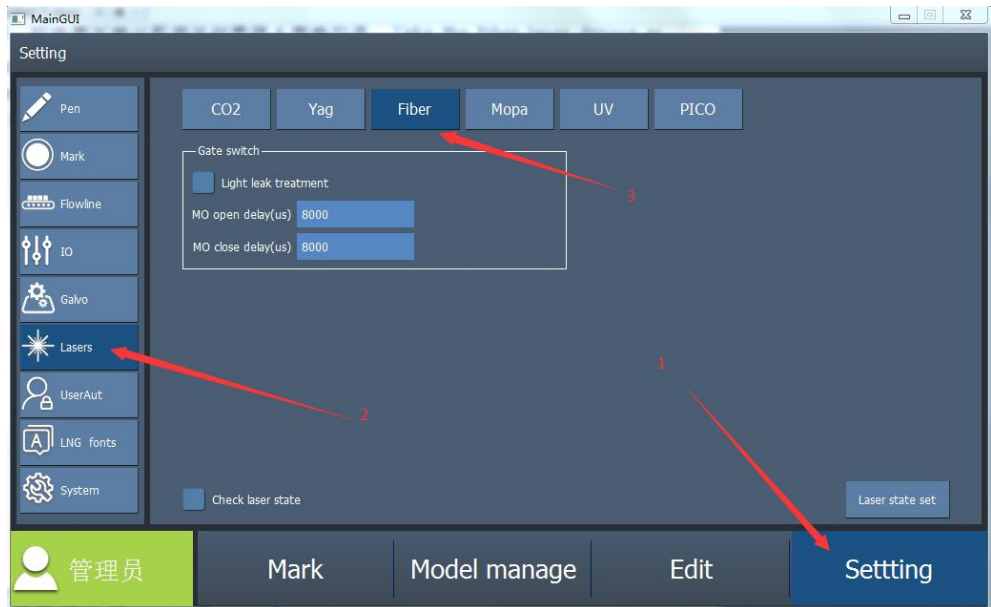 MainGUI
Setting
Pen
Mark
Flowline
IO
Galvo
Lasers
UserAut
LNG fonts
System
CO2 Yag Fiber Mopa UV PICO
Gate switch
Light leak treatment
MO open delay(us) 8000
MO close delay(us) 8000
3
1
2
Check laser state
Laser state set
管理员 Mark Model manage Edit Settting